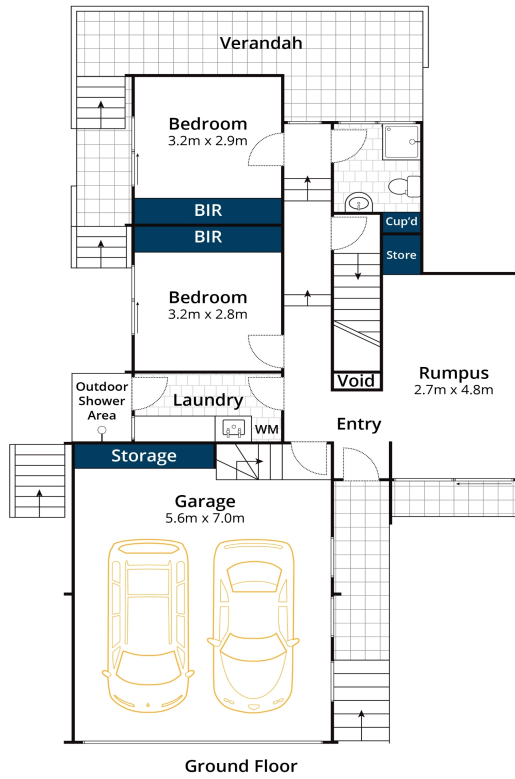 Verandah
Bedroom
3.2m x 2.9m
BIR
BIR
Cup'd
Store
Bedroom
3.2m x 2.8m
Void
Rumpus
2.7m x 4.8m
Outdoor
Shower
Area
Laundry
WM
Entry
Storage
Garage
5.6m x 7.0m
Ground Floor